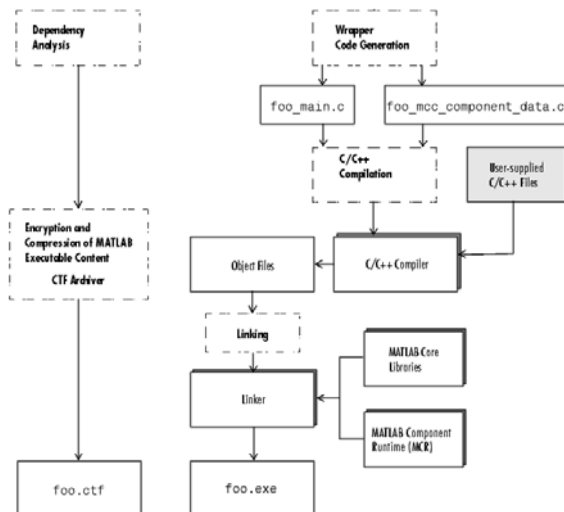 Dependency
Analysis
Wrapper
Code Generation
foo_main.c
foo_mcc_component_data.c
C/C++
Compilation
User-supplied
C/C++ Files
Encryption and
Compression of MATLAB
Executable Content
CTF Archiver
Object Files
C/C++ Compiler
Linking
MATLAB Core
Libraries
Linker
MATLAB Component
Runtime (MCR)
foo.ctf
foo.exe